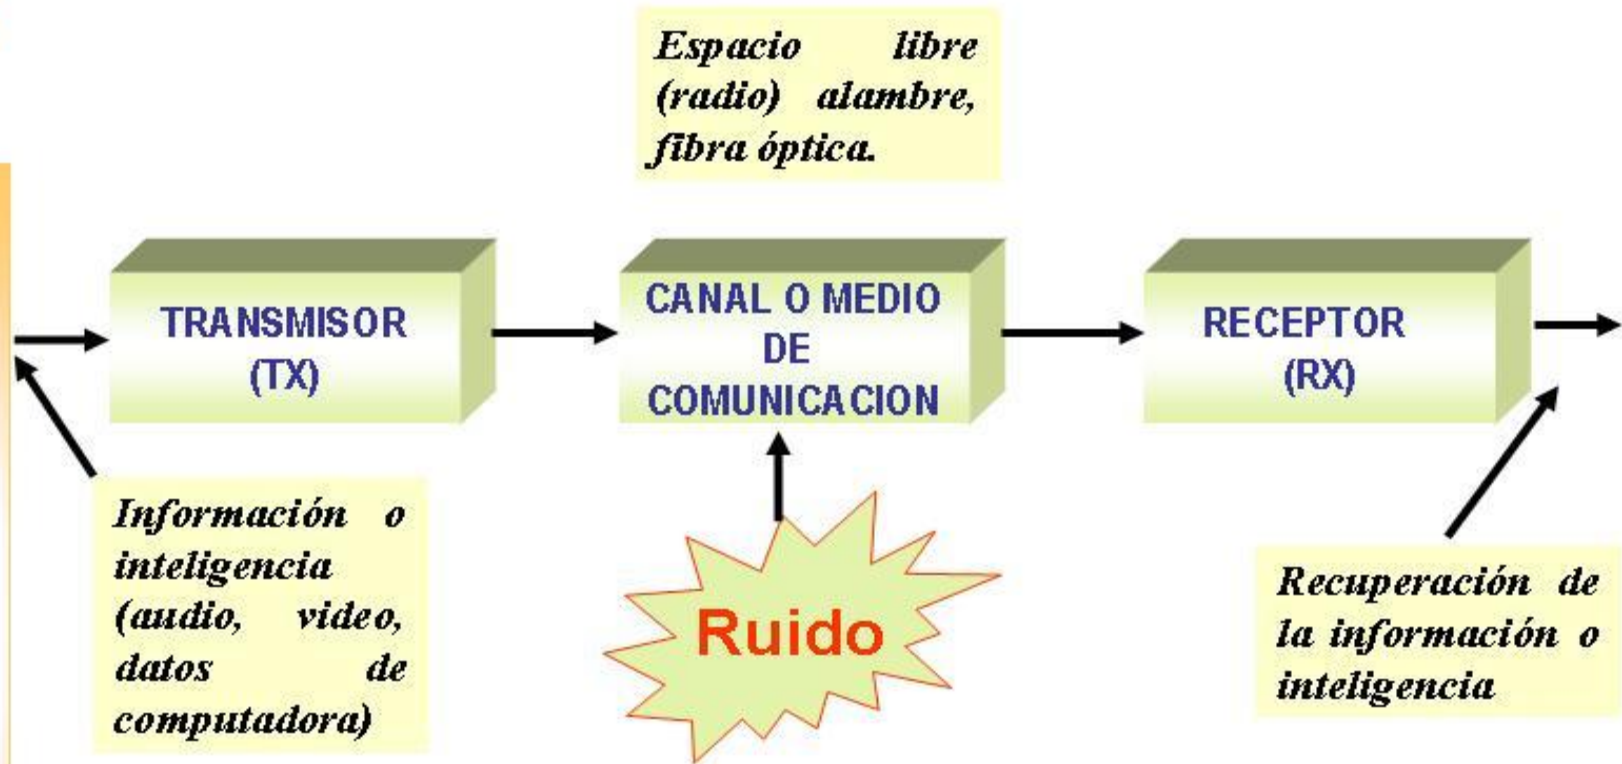 Espacio libre
(radio) alambre,
fibra óptica.
TRANSMISOR
(TX)
CANAL O MEDIO
DE
COMUNICACION
RECEPTOR
(RX)
Información o
inteligencia
(audio, video,
datos de
computadora)
Ruido
Recuperación de
la información o
inteligencia